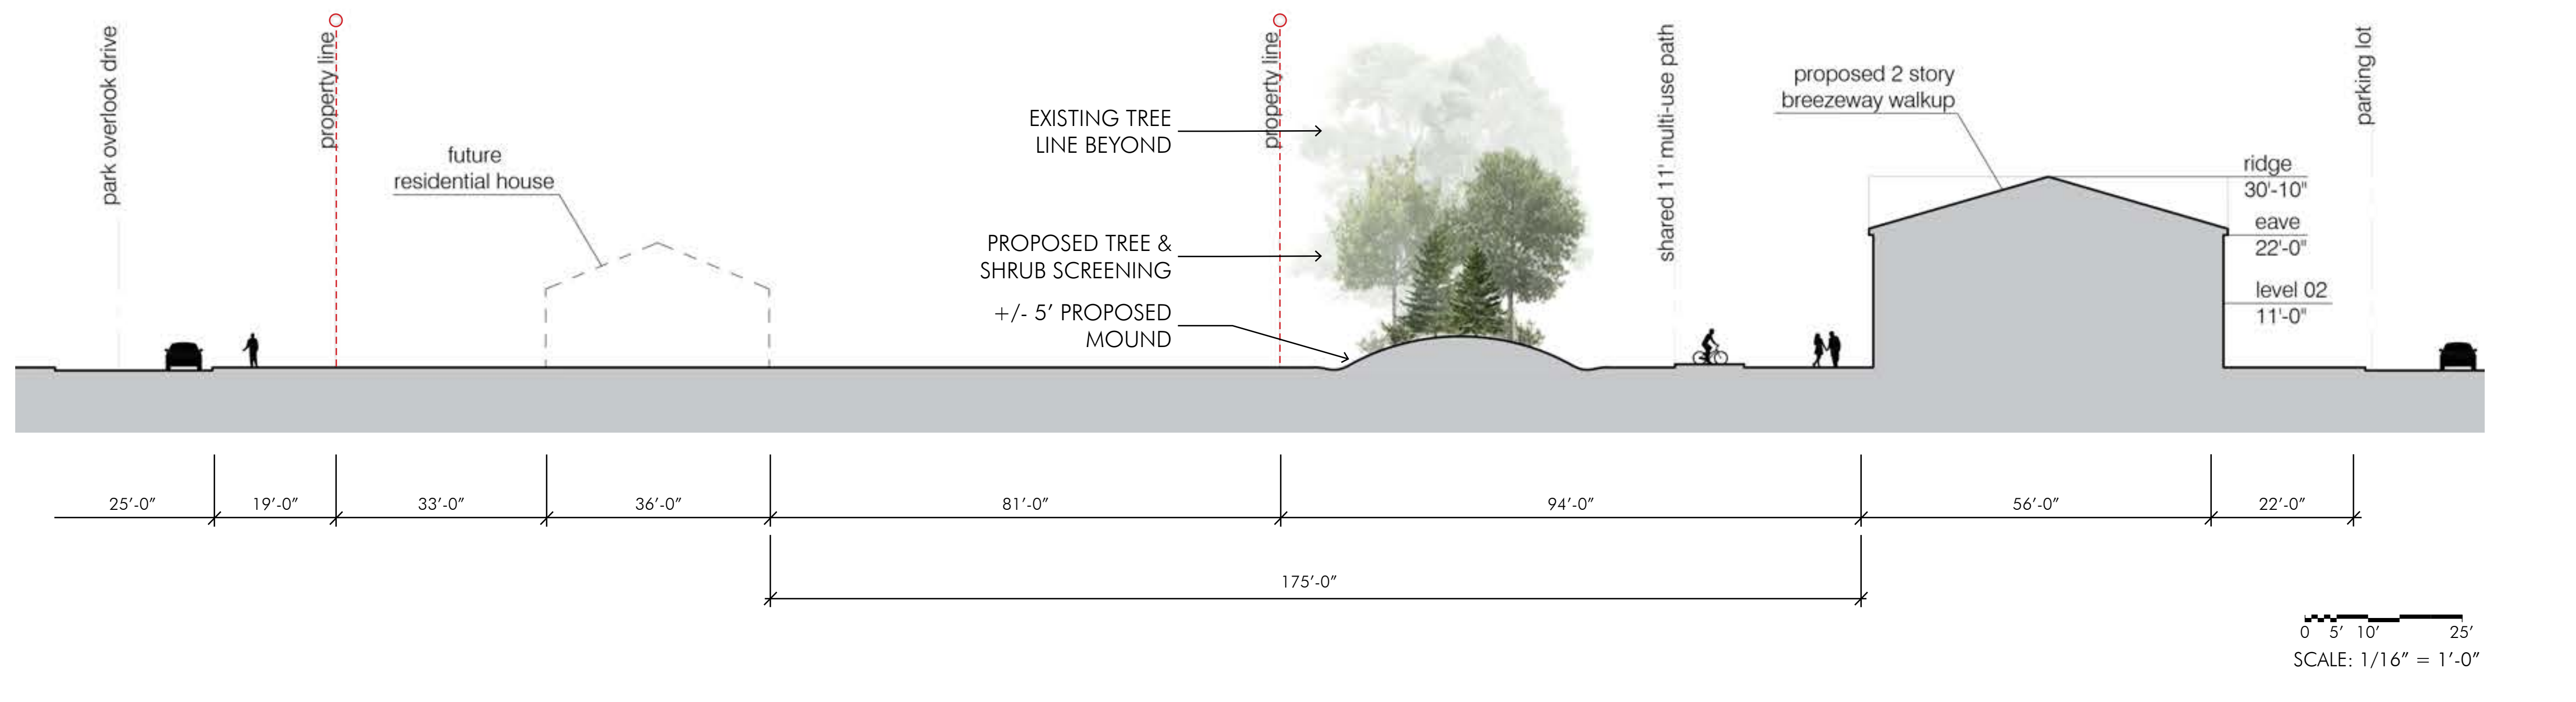 park overlook drive
property line
future
residential house
EXISTING TREE
LINE BEYOND
PROPOSED TREE &
SHRUB SCREENING
+/- 5’ PROPOSED
MOUND
property line
shared 11' multi-use path
proposed 2 story
breezeway walkup
ridge
30'-10"
eave
22'-0"
level 02
11'-0"
parking lot
25’-0”
19’-0”
33’-0”
36’-0”
81’-0”
94’-0”
56’-0”
22’-0”
175’-0”
0 5’ 10’ 25’
SCALE: 1/16” = 1’-0”